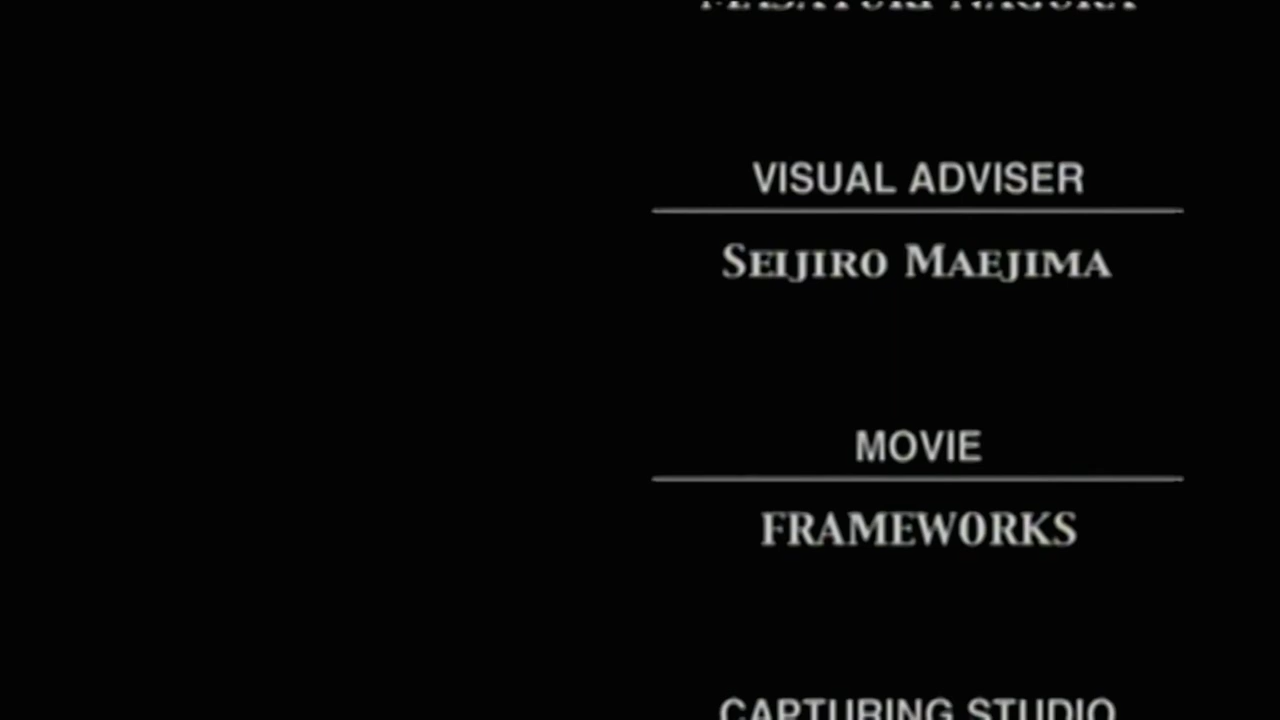 VISUAL ADVISER
SEIJIRO MAEJIMA
MOVIE
FRAMEWORKS
CAPTURING STUDIO